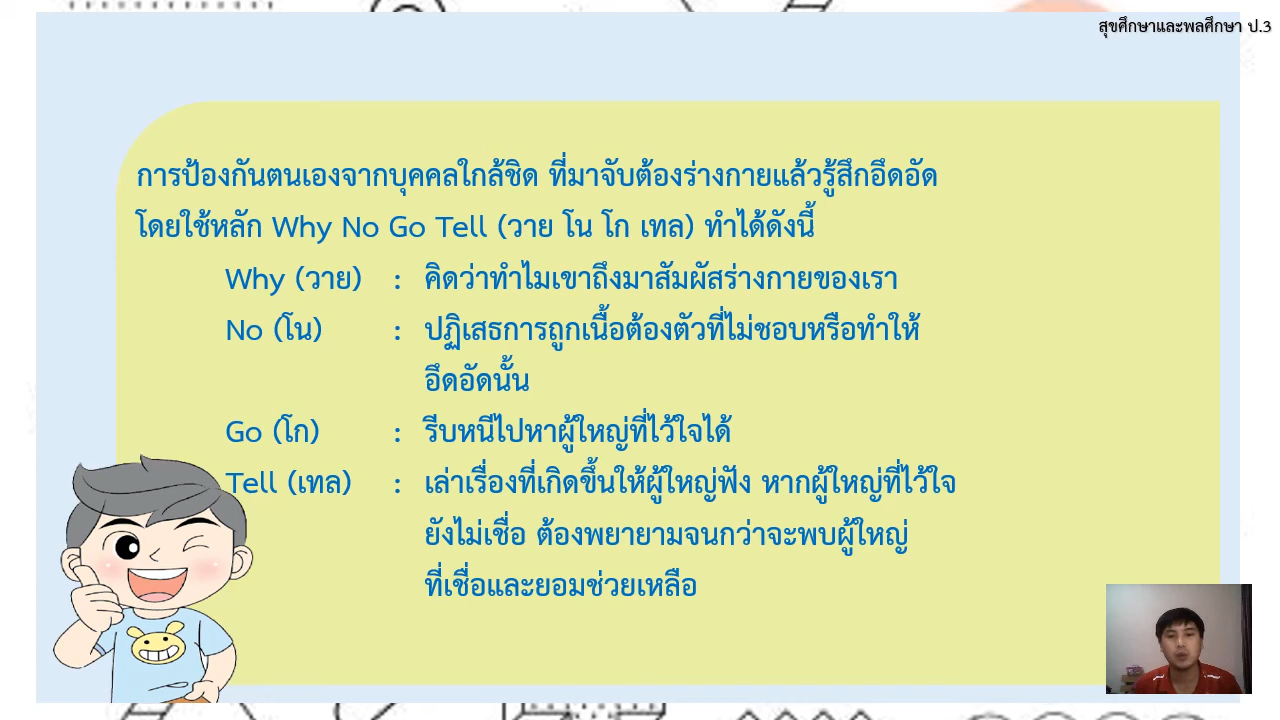 สุขศึกษาและพลศึกษา ป.3
การป้องกันตนเองจากบุคคลใกล้ชิด ที่มาจับต้องร่างกายแล้วรู้สึกอึดอัด
โดยใช้หลัก Why No Go Tell (วาย โน โก เทล) ทำได้ดังนี้
Why (วาย) : คิดว่าทำไมเขาถึงมาสัมผัสร่างกายของเรา
No (โน) : ปฏิเสธการถูกเนื้อต้องตัวที่ไม่ชอบหรือทำให้
อึดอัดนั้น
Go (โก) : รีบหนีไปหาผู้ใหญ่ที่ไว้ใจได้
Tell (เทล) : เล่าเรื่องที่เกิดขึ้นให้ผู้ใหญ่ฟัง หากผู้ใหญ่ที่ไว้ใจ
ยังไม่เชื่อ ต้องพยายามจนกว่าจะพบผู้ใหญ่
ที่เชื่อและยอมช่วยเหลือ